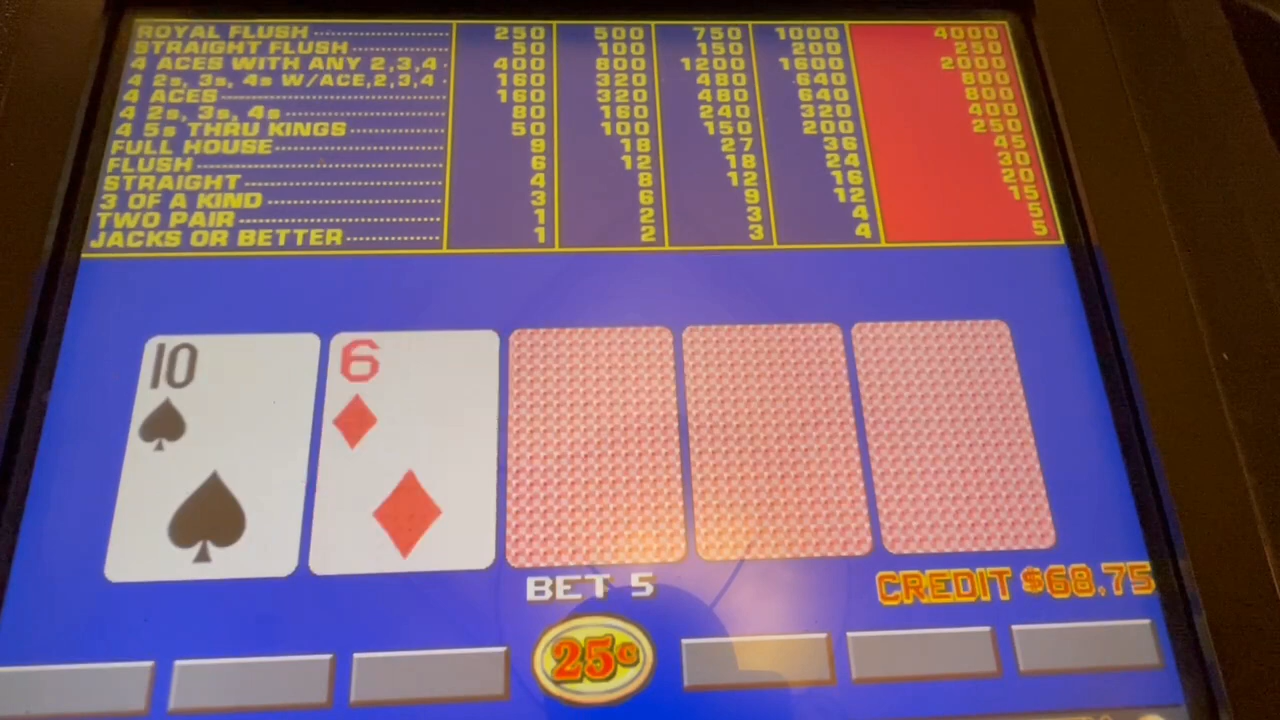 ROYAL FLUSH 250 500 750 1000 4000
STRAIGHT FLUSH 50 100 150 200 250
4 ACES WITH ANY 2,3,4 400 800 1200 1600 2000
4 2s, 3s, 4s W/ACE,2,3,4 160 320 480 640 800
4 ACES 160 320 480 640 800
4 2s, 3s, 4s 80 160 240 320 400
4 5s THRU KINGS 50 100 150 200 250
FULL HOUSE 9 18 27 36 45
FLUSH 6 12 18 24 30
STRAIGHT 4 8 12 16 20
3 OF A KIND 3 6 9 12 15
TWO PAIR 1 2 3 4 5
JACKS OR BETTER 1 2 3 4 5
10 6
BET 5 CREDIT $68.75
25¢